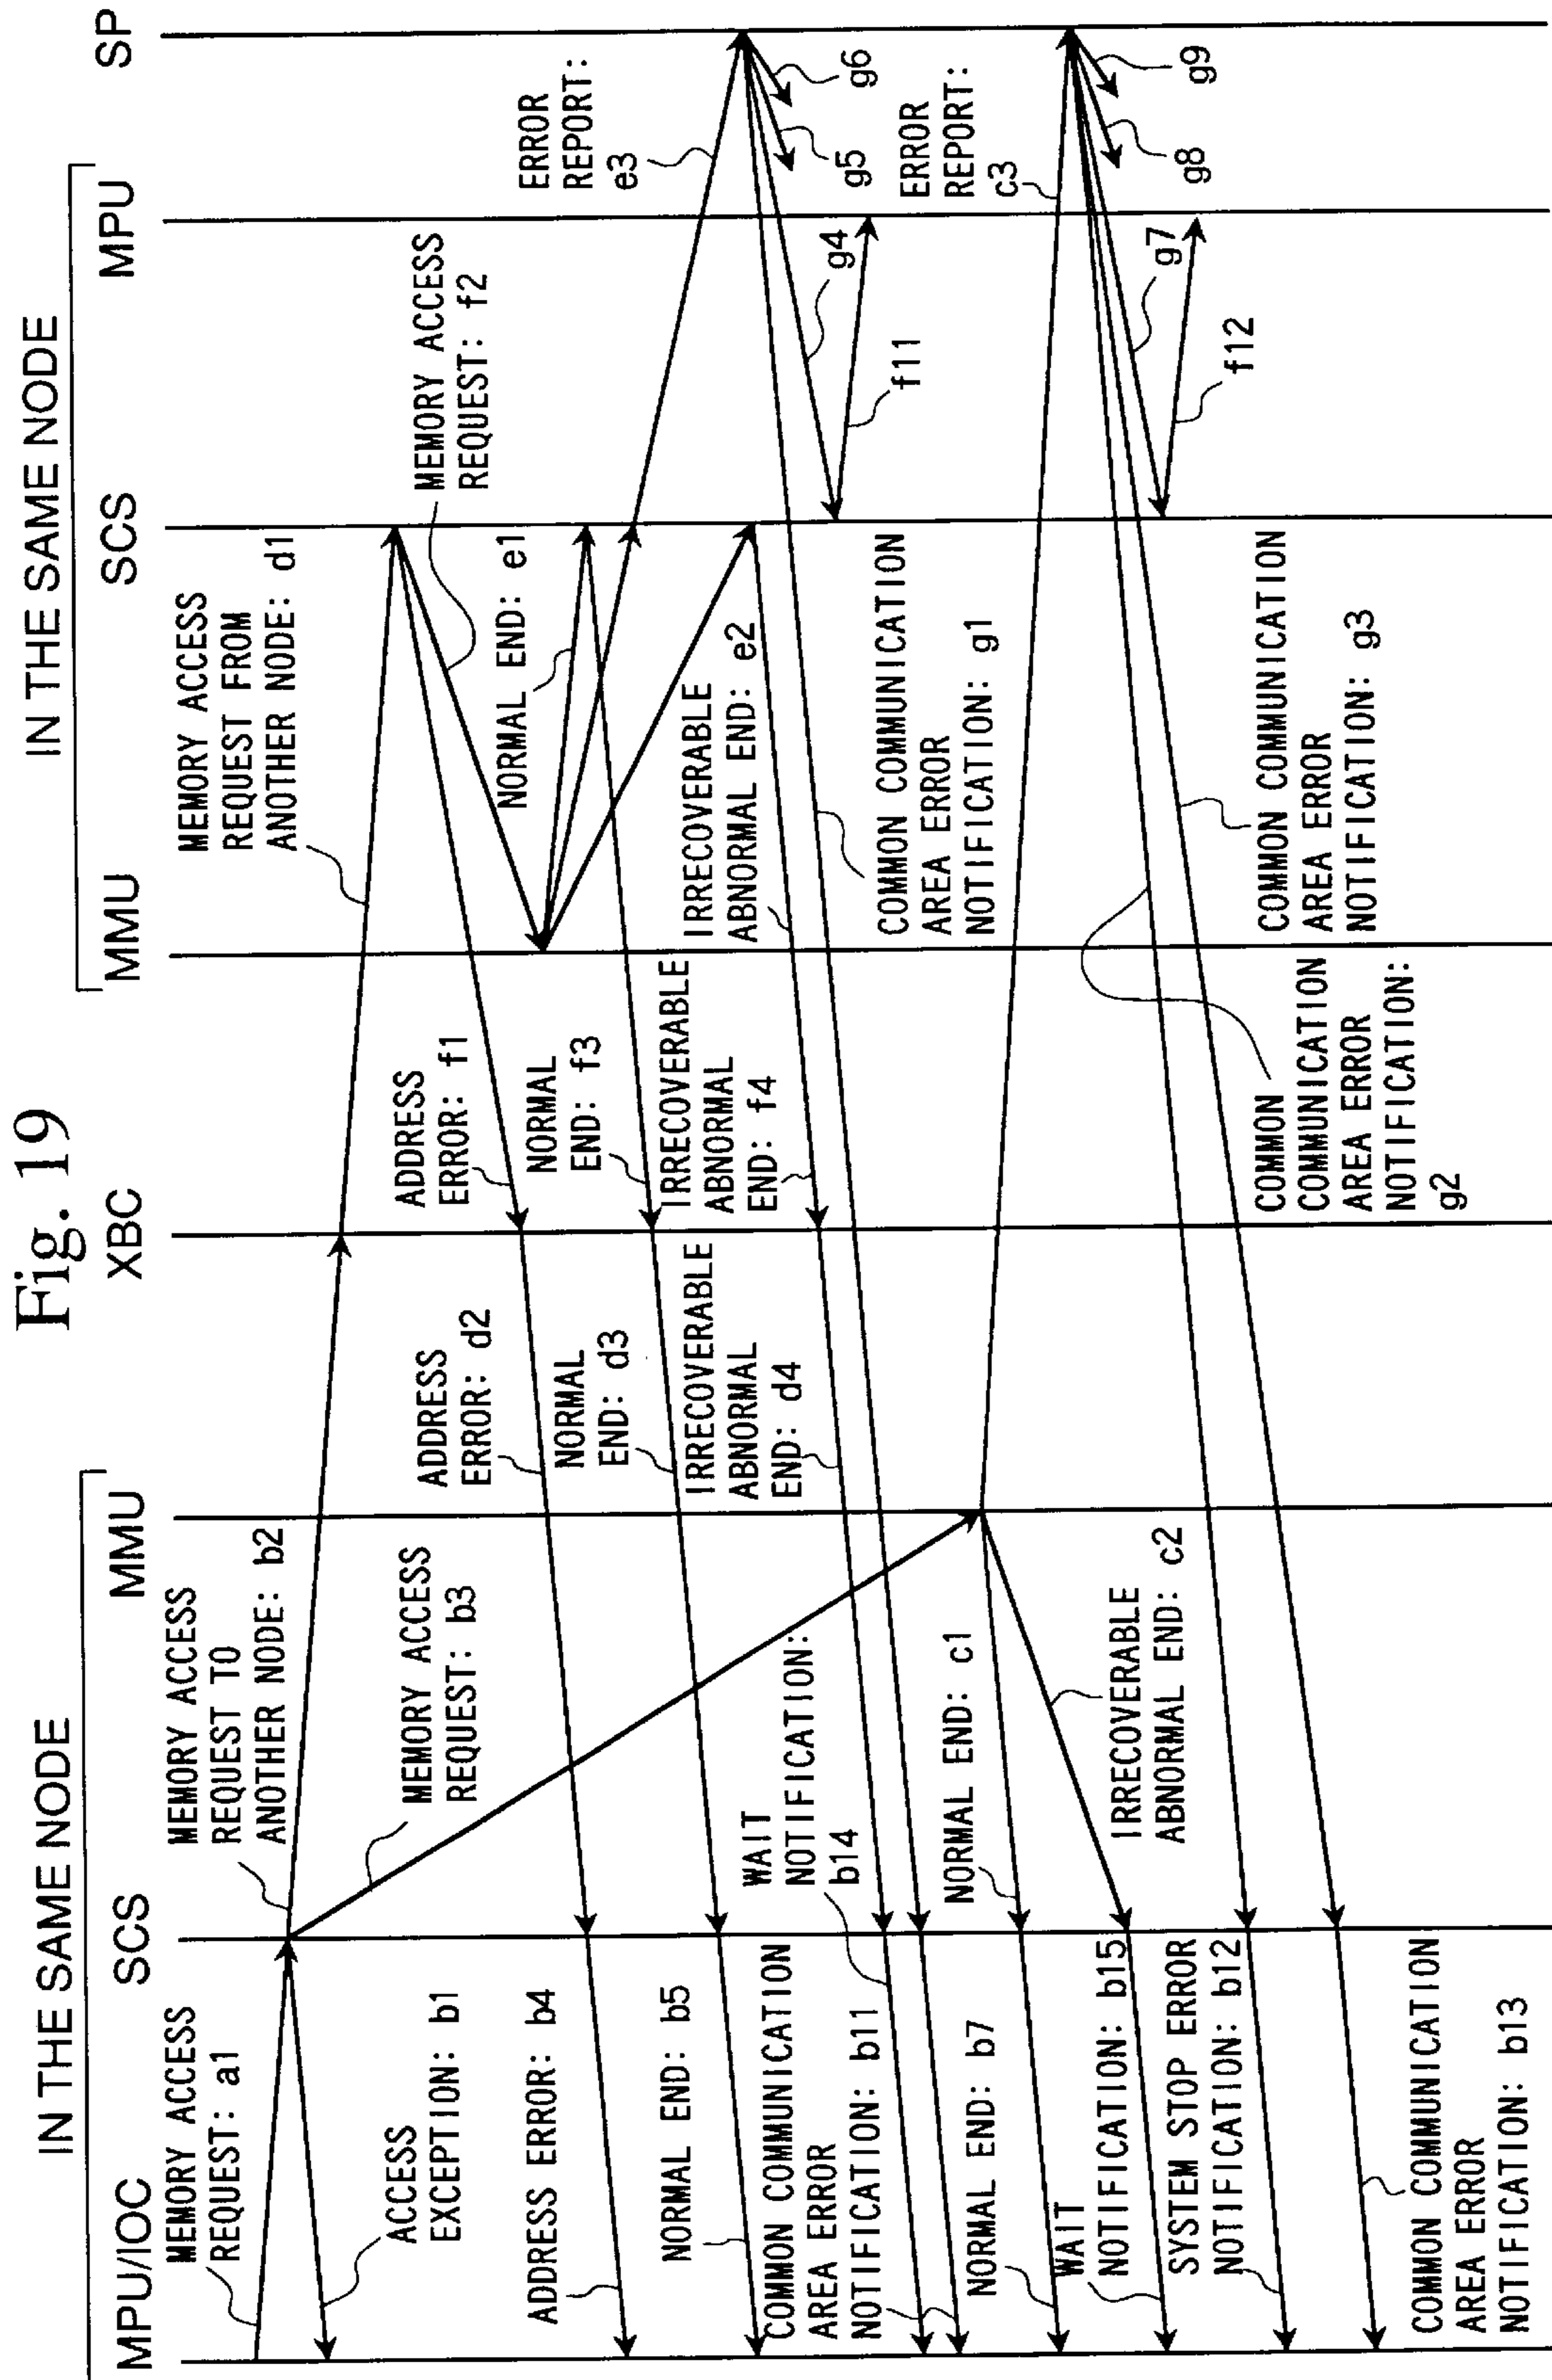 Fig. 19
IN THE SAME NODE
IN THE SAME NODE
MPU/IOC
SCS
MMU
XBC
MMU
SCS
MPU
SP
MEMORY ACCESS
REQUEST: a1
ACCESS
EXCEPTION: b1
ADDRESS ERROR: b4
NORMAL END: b5
COMMON COMMUNICATION
AREA ERROR
NOTIFICATION: b11
NORMAL END: b7
WAIT
NOTIFICATION: b15
SYSTEM STOP ERROR
NOTIFICATION: b12
COMMON COMMUNICATION
AREA ERROR
NOTIFICATION: b13
MEMORY ACCESS
REQUEST TO
ANOTHER NODE: b2
MEMORY ACCESS
REQUEST: b3
WAIT
NOTIFICATION:
b14
NORMAL END: c1
IRRECOVERABLE
ABNORMAL END: c2
ADDRESS
ERROR: d2
NORMAL
END: d3
IRRECOVERABLE
ABNORMAL
END: d4
ADDRESS
ERROR: f1
NORMAL
END: f3
IRRECOVERABLE
ABNORMAL
END: f4
COMMON
COMMUNICATION
AREA ERROR
NOTIFICATION:
g2
MEMORY ACCESS
REQUEST FROM
ANOTHER NODE: d1
NORMAL END: e1
IRRECOVERABLE
ABNORMAL END: e2
COMMON COMMUNICATION
AREA ERROR
NOTIFICATION: g1
COMMON COMMUNICATION
AREA ERROR
NOTIFICATION: g3
MEMORY ACCESS
REQUEST: f2
g4
f11
g7
f12
ERROR
REPORT:
e3
g5
g6
ERROR
REPORT:
c3
g8
g9